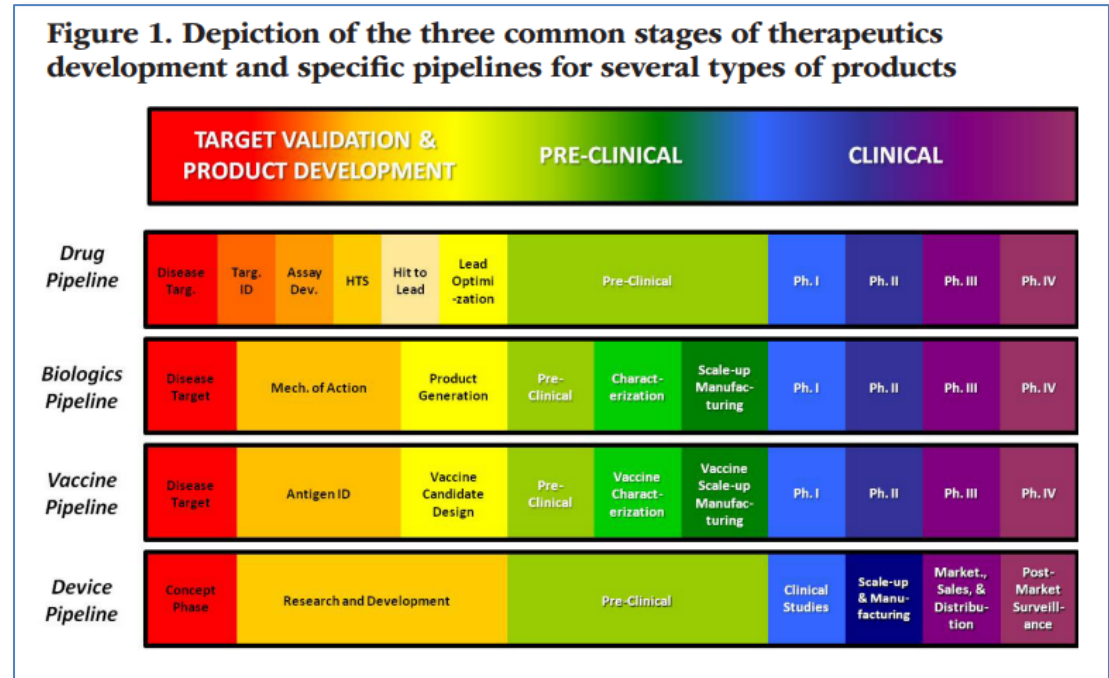 Figure 1. Depiction of the three common stages of therapeutics
development and specific pipelines for several types of products
TARGET VALIDATION &
PRODUCT DEVELOPMENT
PRE-CLINICAL
CLINICAL
Drug
Pipeline
Disease
Targ.
Targ.
ID
Assay
Dev.
HTS
Hit to
Lead
Lead
Optimi
-zation
Pre-Clinical
Ph. I
Ph. II
Ph. III
Ph. IV
Biologics
Pipeline
Disease
Target
Mech. of Action
Product
Generation
Pre-
Clinical
Charact-
erization
Scale-up
Manufac-
turing
Ph. I
Ph. II
Ph. III
Ph. IV
Vaccine
Pipeline
Disease
Target
Antigen ID
Vaccine
Candidate
Design
Pre-
Clinical
Vaccine
Charact-
erization
Vaccine
Scale-up
Manufac-
turing
Ph. I
Ph. II
Ph. III
Ph. IV
Device
Pipeline
Concept
Phase
Research and Development
Pre-Clinical
Clinical
Studies
Scale-up
& Manu-
facturing
Market.,
Sales, &
Distribu-
tion
Post-
Market
Surveill-
ance